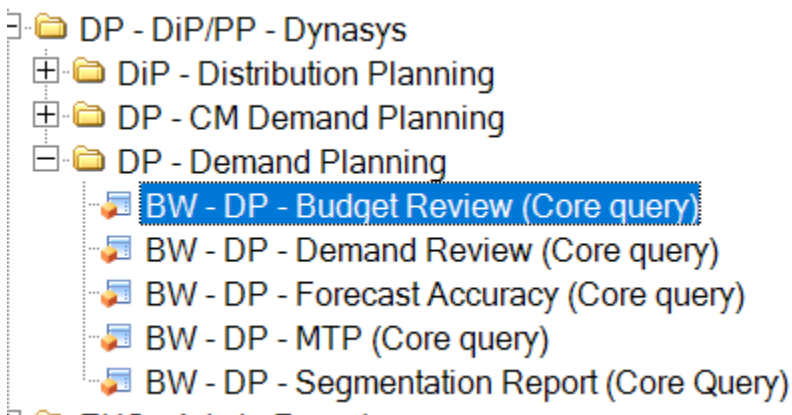 DP - DiP/PP - Dynasys
DiP - Distribution Planning
DP - CM Demand Planning
DP - Demand Planning
BW - DP - Budget Review (Core query)
BW - DP - Demand Review (Core query)
BW - DP - Forecast Accuracy (Core query)
BW - DP - MTP (Core query)
BW - DP - Segmentation Report (Core Query)